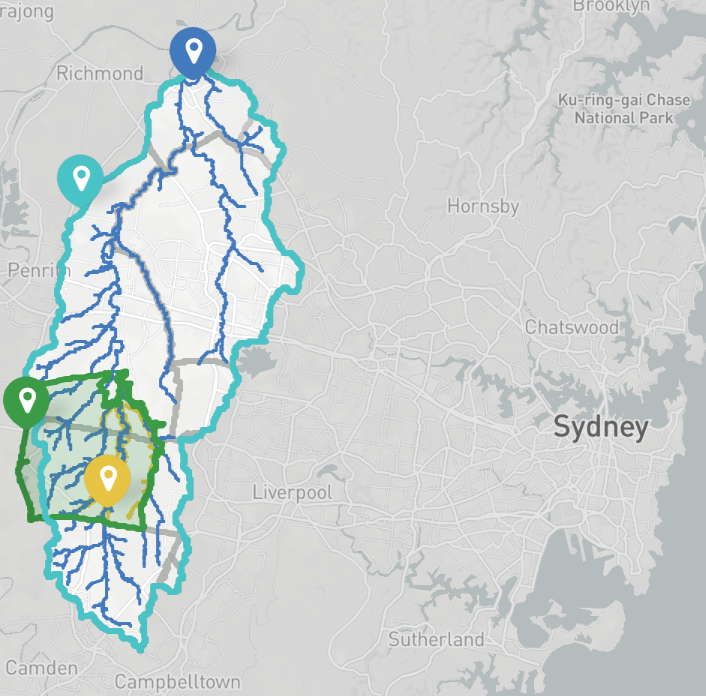 rajong
Brooklyn
Richmond
Ku-ring-gai Chase
National Park
Hornsby
Penrith
Chatswood
Sydney
Liverpool
Sutherland
Camden
Campbelltown